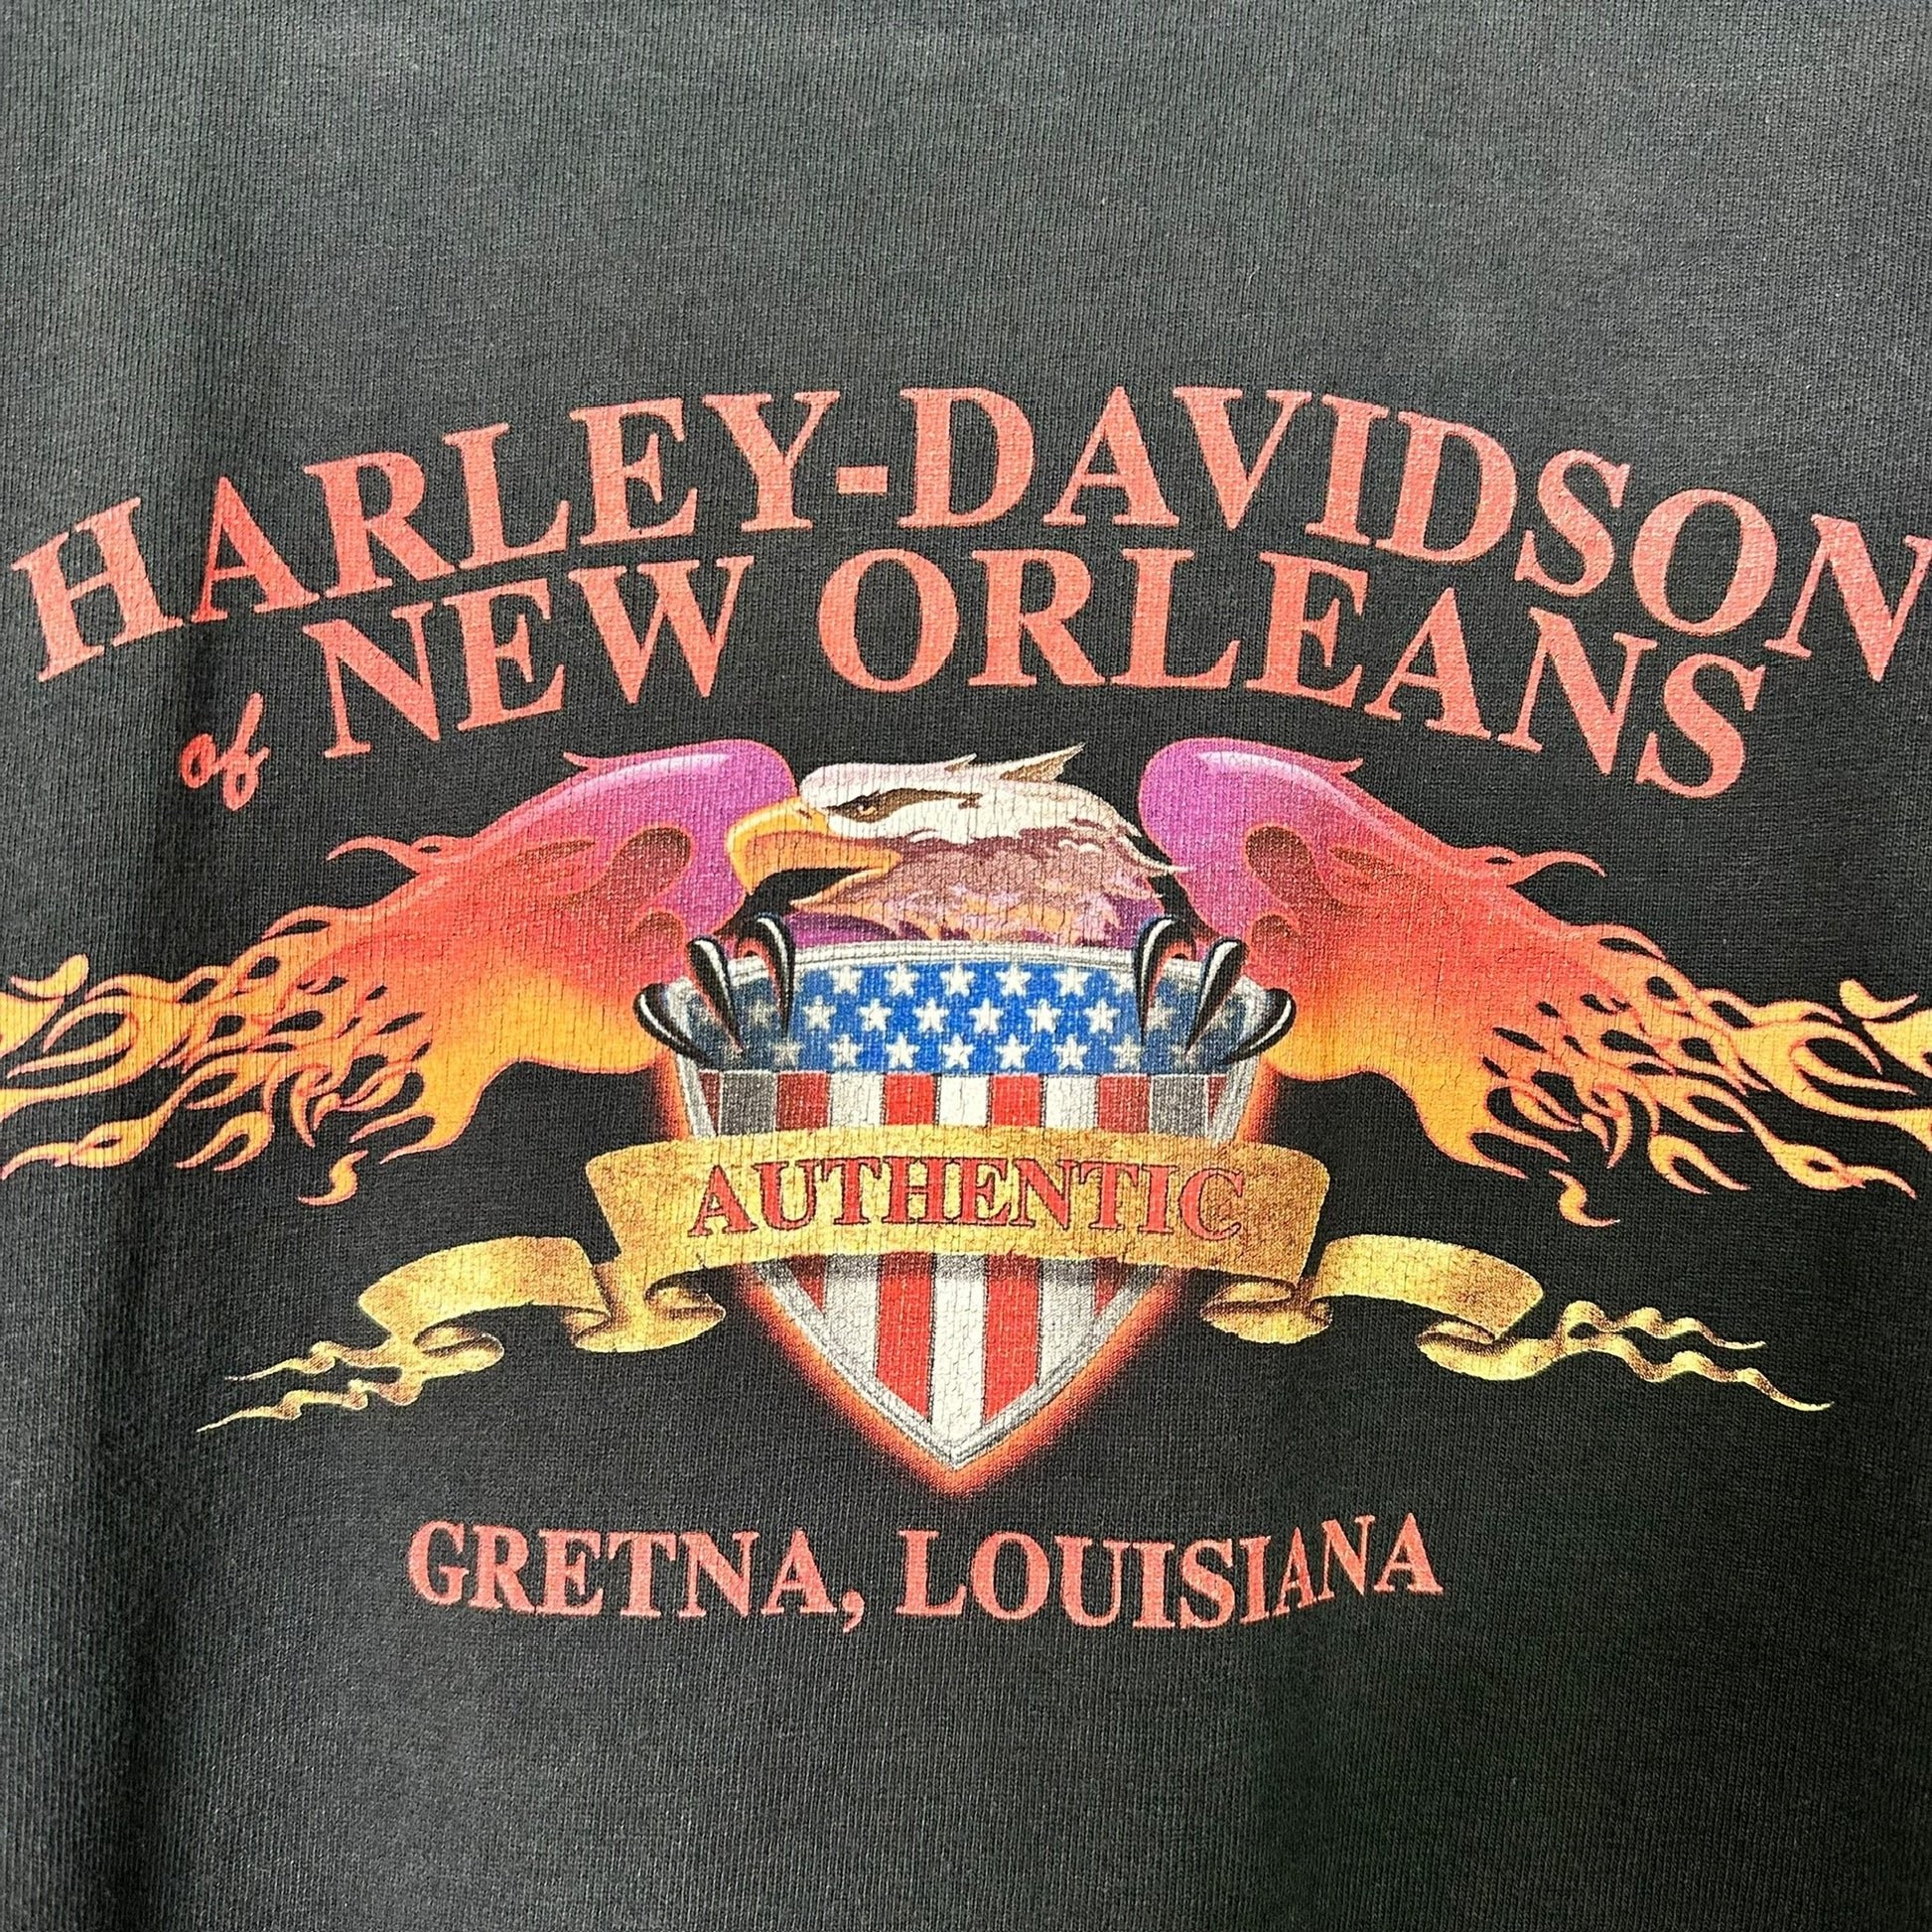 HARLEY-DAVIDSON
of NEW ORLEANS
AUTHENTIC
GRETNA, LOUISIANA